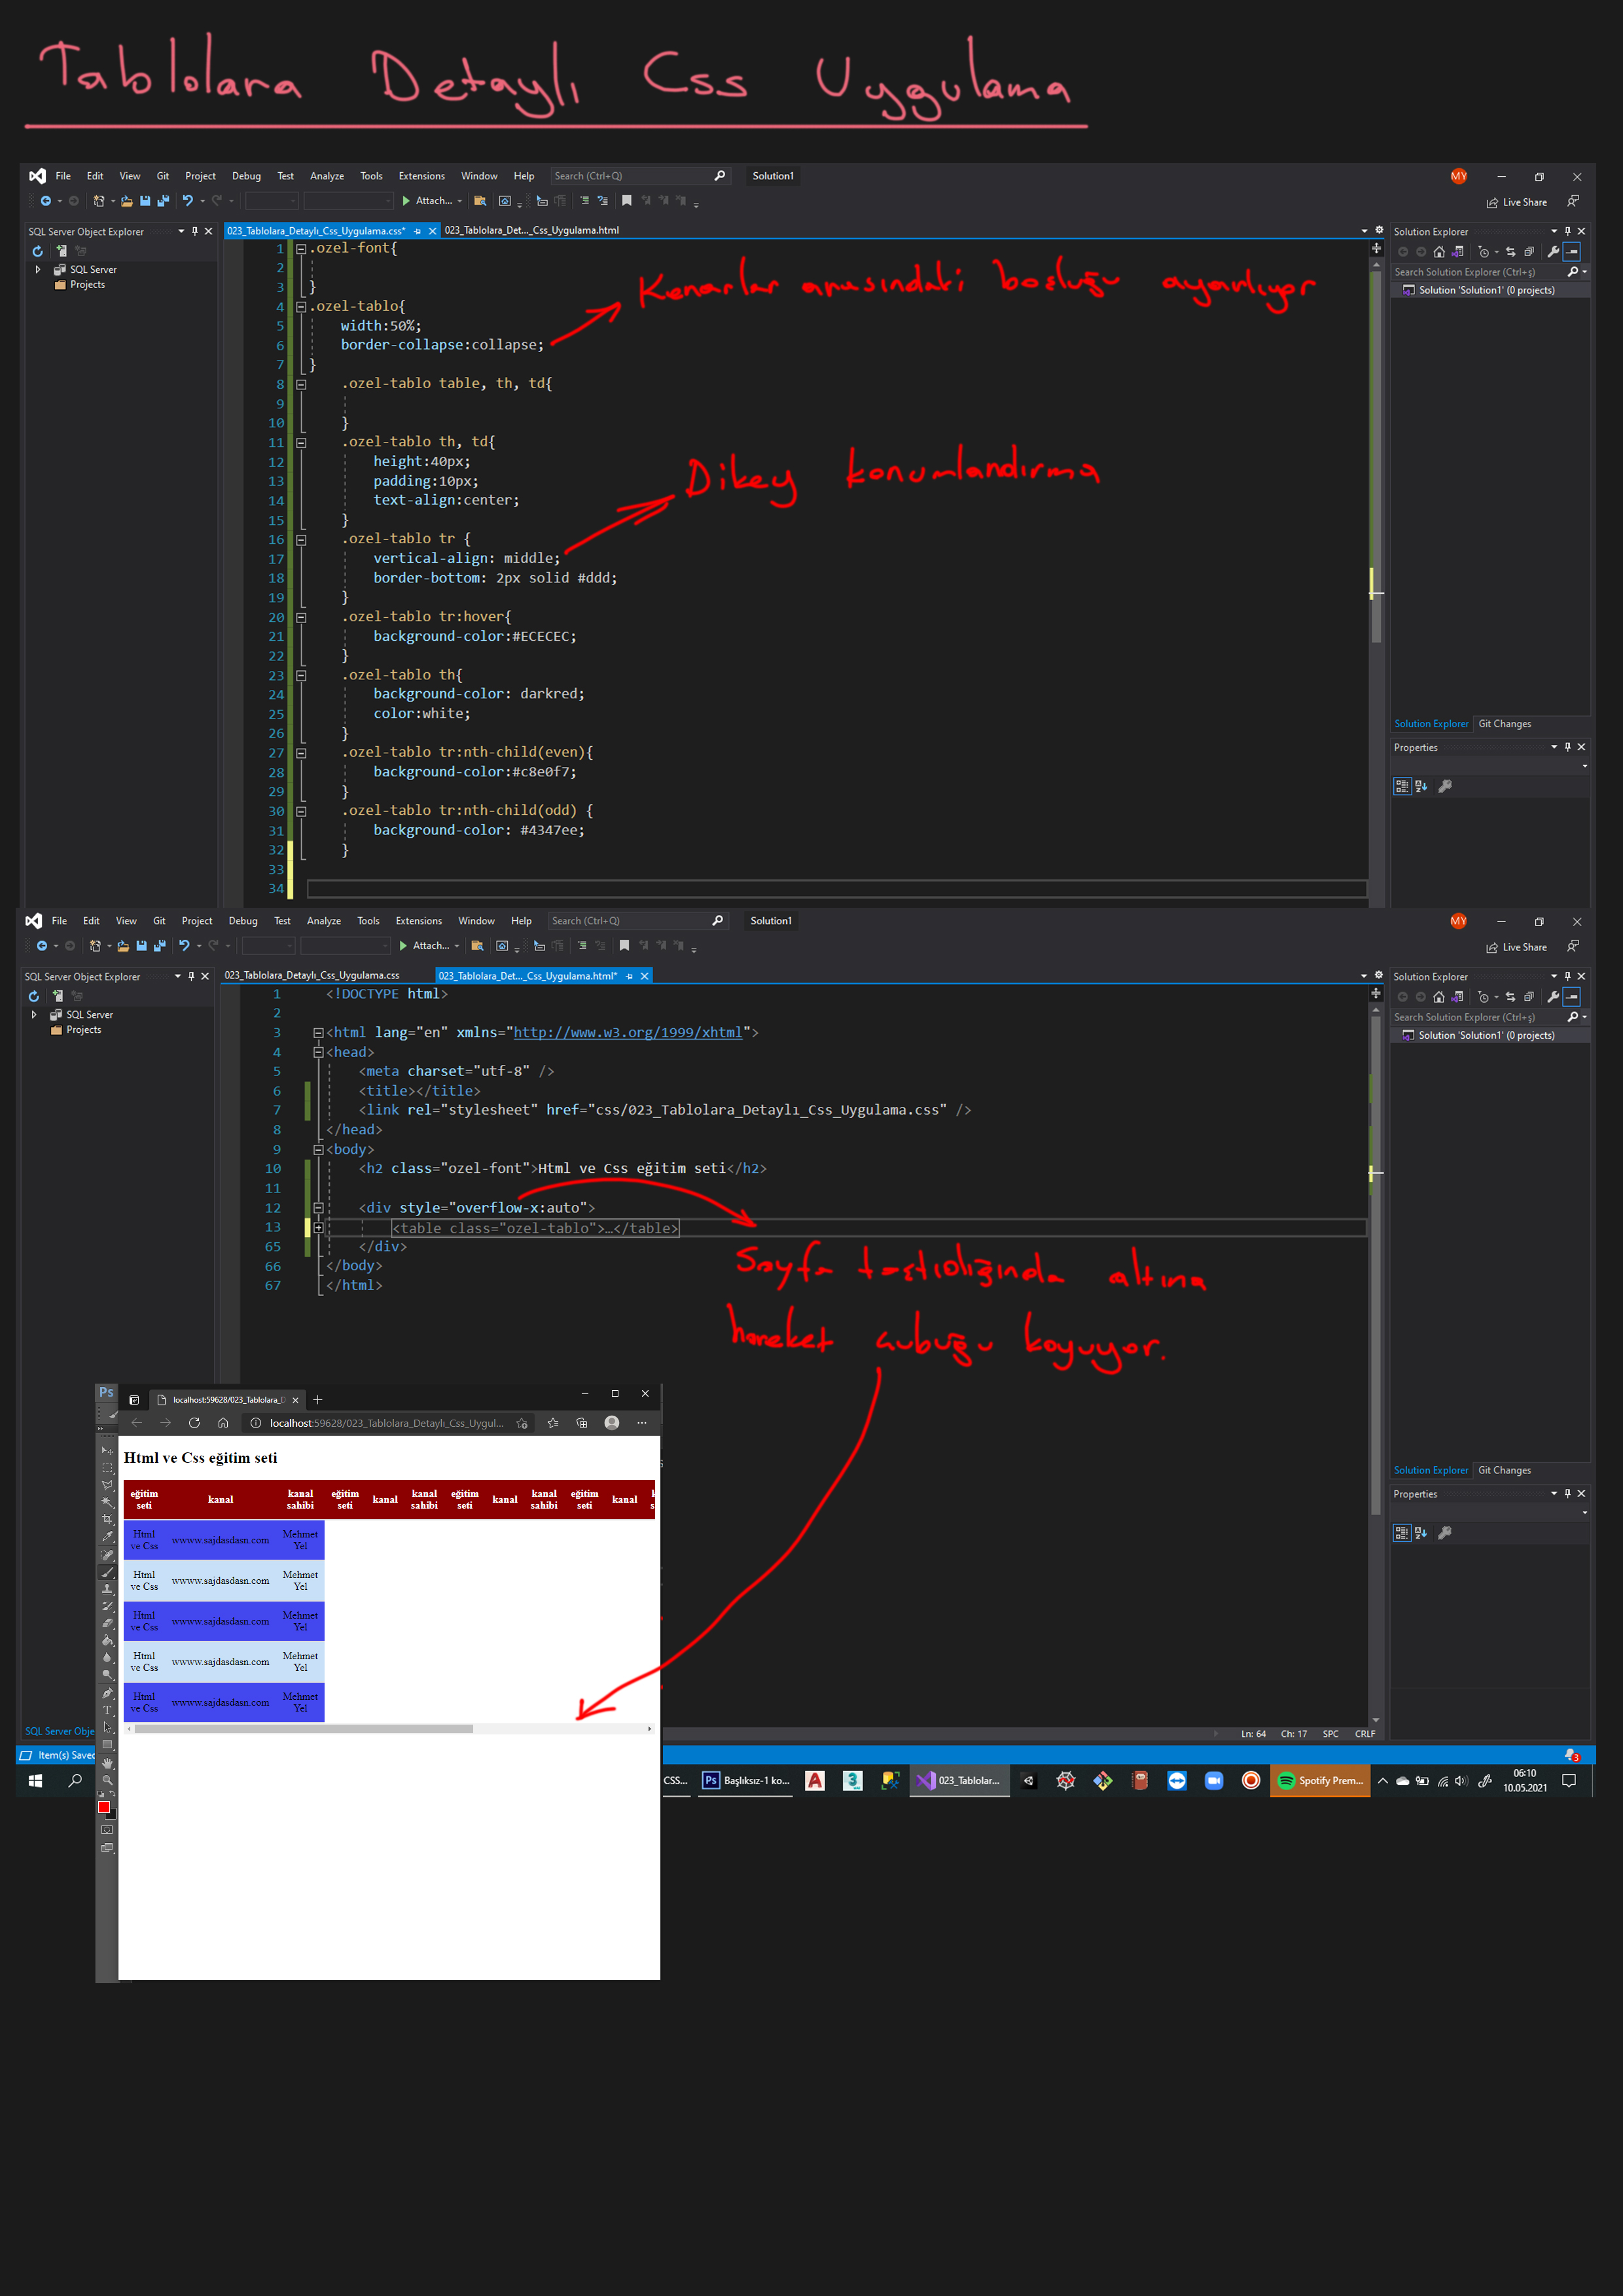 Tablolara Detaylı Css Uygulama
File Edit View Git Project Debug Test Analyze Tools Extensions Window Help Search (Ctrl+Q) Solution1 MY
Attach... Live Share
SQL Server Object Explorer
SQL Server
Projects
023_Tablolara_Detaylı_Css_Uygulama.css* 023_Tablolara_Det..._Css_Uygulama.html
1 .ozel-font{
2
3 }
4 .ozel-tablo{
5 width:50%;
6 border-collapse:collapse;
7 }
8 .ozel-tablo table, th, td{
9
10 }
11 .ozel-tablo th, td{
12 height:40px;
13 padding:10px;
14 text-align:center;
15 }
16 .ozel-tablo tr {
17 vertical-align: middle;
18 border-bottom: 2px solid #ddd;
19 }
20 .ozel-tablo tr:hover{
21 background-color:#ECECEC;
22 }
23 .ozel-tablo th{
24 background-color: darkred;
25 color:white;
26 }
27 .ozel-tablo tr:nth-child(even){
28 background-color:#c8e0f7;
29 }
30 .ozel-tablo tr:nth-child(odd) {
31 background-color: #4347ee;
32 }
33
34
Kenarlar arasındaki boşluğu ayarlıyor
Dikey konumlandırma
Solution Explorer
Search Solution Explorer (Ctrl+ş)
Solution 'Solution1' (0 projects)
Solution Explorer Git Changes
Properties
File Edit View Git Project Debug Test Analyze Tools Extensions Window Help Search (Ctrl+Q) Solution1 MY
Attach... Live Share
SQL Server Object Explorer
SQL Server
Projects
023_Tablolara_Detaylı_Css_Uygulama.css 023_Tablolara_Det..._Css_Uygulama.html*
1 <!DOCTYPE html>
2
3 <html lang="en" xmlns="http://www.w3.org/1999/xhtml">
4 <head>
5 <meta charset="utf-8" />
6 <title></title>
7 <link rel="stylesheet" href="css/023_Tablolara_Detaylı_Css_Uygulama.css" />
8 </head>
9 <body>
10 <h2 class="ozel-font">Html ve Css eğitim seti</h2>
11
12 <div style="overflow-x:auto">
13 <table class="ozel-tablo">...</table>
65 </div>
66 </body>
67 </html>
Sayfa taştıdığında altına
hareket çubuğu koyuyor.
Solution Explorer
Search Solution Explorer (Ctrl+ş)
Solution 'Solution1' (0 projects)
Solution Explorer Git Changes
Properties
Ps
localhost:59628/023_Tablolara_D
localhost:59628/023_Tablolara_Detaylı_Css_Uygul...
Html ve Css eğitim seti
eğitim seti kanal kanal sahibi eğitim seti kanal kanal sahibi eğitim seti kanal kanal sahibi eğitim seti kanal k s
Html ve Css wwww.sajdasdasn.com Mehmet Yel
Html ve Css wwww.sajdasdasn.com Mehmet Yel
Html ve Css wwww.sajdasdasn.com Mehmet Yel
Html ve Css wwww.sajdasdasn.com Mehmet Yel
Html ve Css wwww.sajdasdasn.com Mehmet Yel
SQL Server Obje
Ln: 64 Ch: 17 SPC CRLF
Item(s) Saved 3
CSS... Ps Başlıksız-1 ko... 023_Tablolar... Spotify Prem... 06:10
10.05.2021